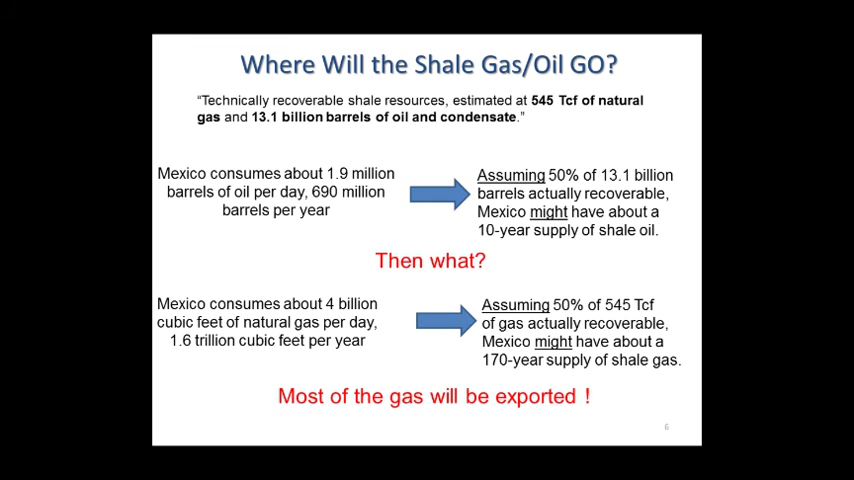 Where Will the Shale Gas/Oil GO?
“Technically recoverable shale resources, estimated at 545 Tcf of natural
gas and 13.1 billion barrels of oil and condensate.”
Mexico consumes about 1.9 million
barrels of oil per day, 690 million
barrels per year
Assuming 50% of 13.1 billion
barrels actually recoverable,
Mexico might have about a
10-year supply of shale oil.
Then what?
Mexico consumes about 4 billion
cubic feet of natural gas per day,
1.6 trillion cubic feet per year
Assuming 50% of 545 Tcf
of gas actually recoverable,
Mexico might have about a
170-year supply of shale gas.
Most of the gas will be exported !
6